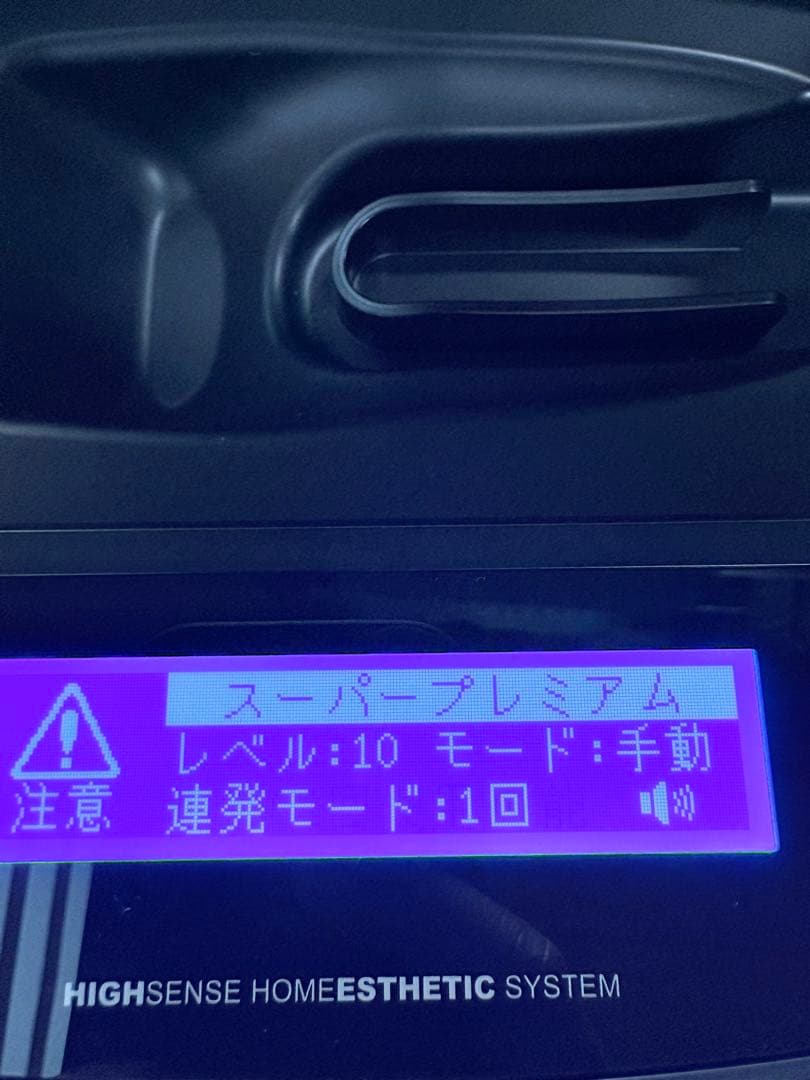 スーパープレミアム
レベル:10 モード:手動
注意 連発モード:1回
HIGHSENSE HOMEESTHETIC SYSTEM